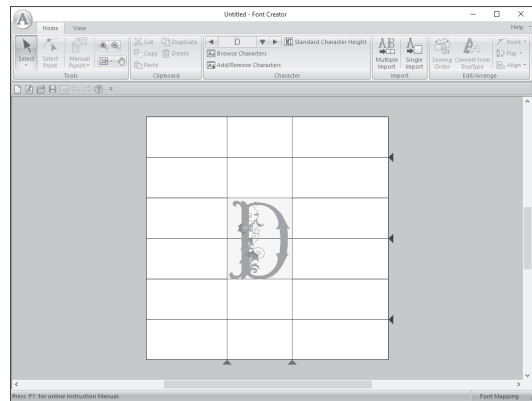 Untitled - Font Creator
A
Home View Help
Select
Select Point
Manual Punch
Tools
Cut Duplicate
Copy Delete
Paste
Clipboard
D Standard Character Height
Browse Characters
Add/Remove Characters
Character
Multiple Import
Single Import
Import
Sewing Order
Convert from TrueType
Point
Flip
Align
Edit/Arrange
D
Press 'F1' for online Instruction Manual. Font Mapping